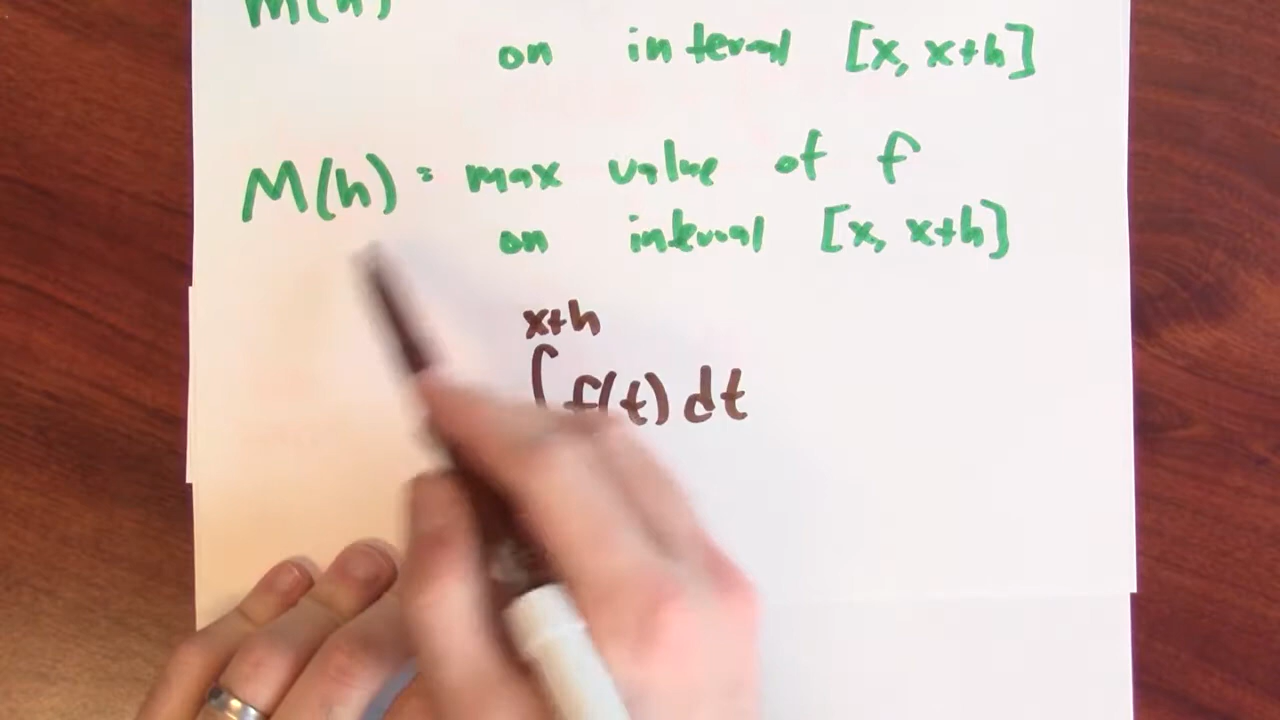 m(h)
on interval [x, x+h]
M(h) = max value of f
on interval [x, x+h]
x+h
∫ f(t) dt